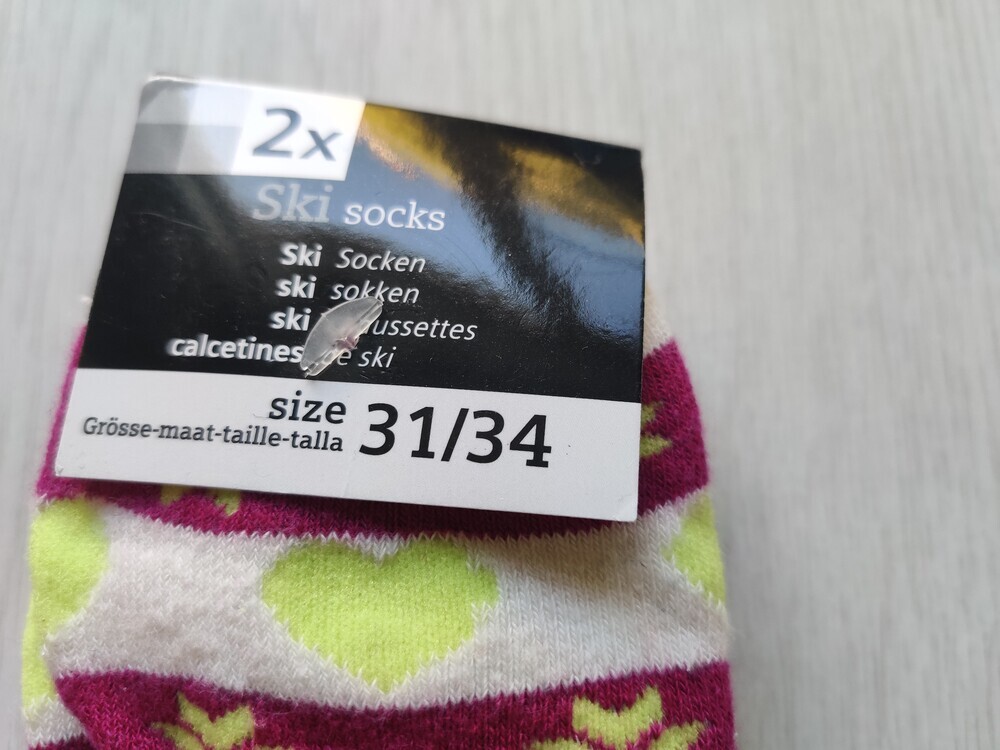 2x
Ski socks
Ski Socken
ski sokken
ski
calcetines ski
size 31/34
Grösse-maat-taille-talla